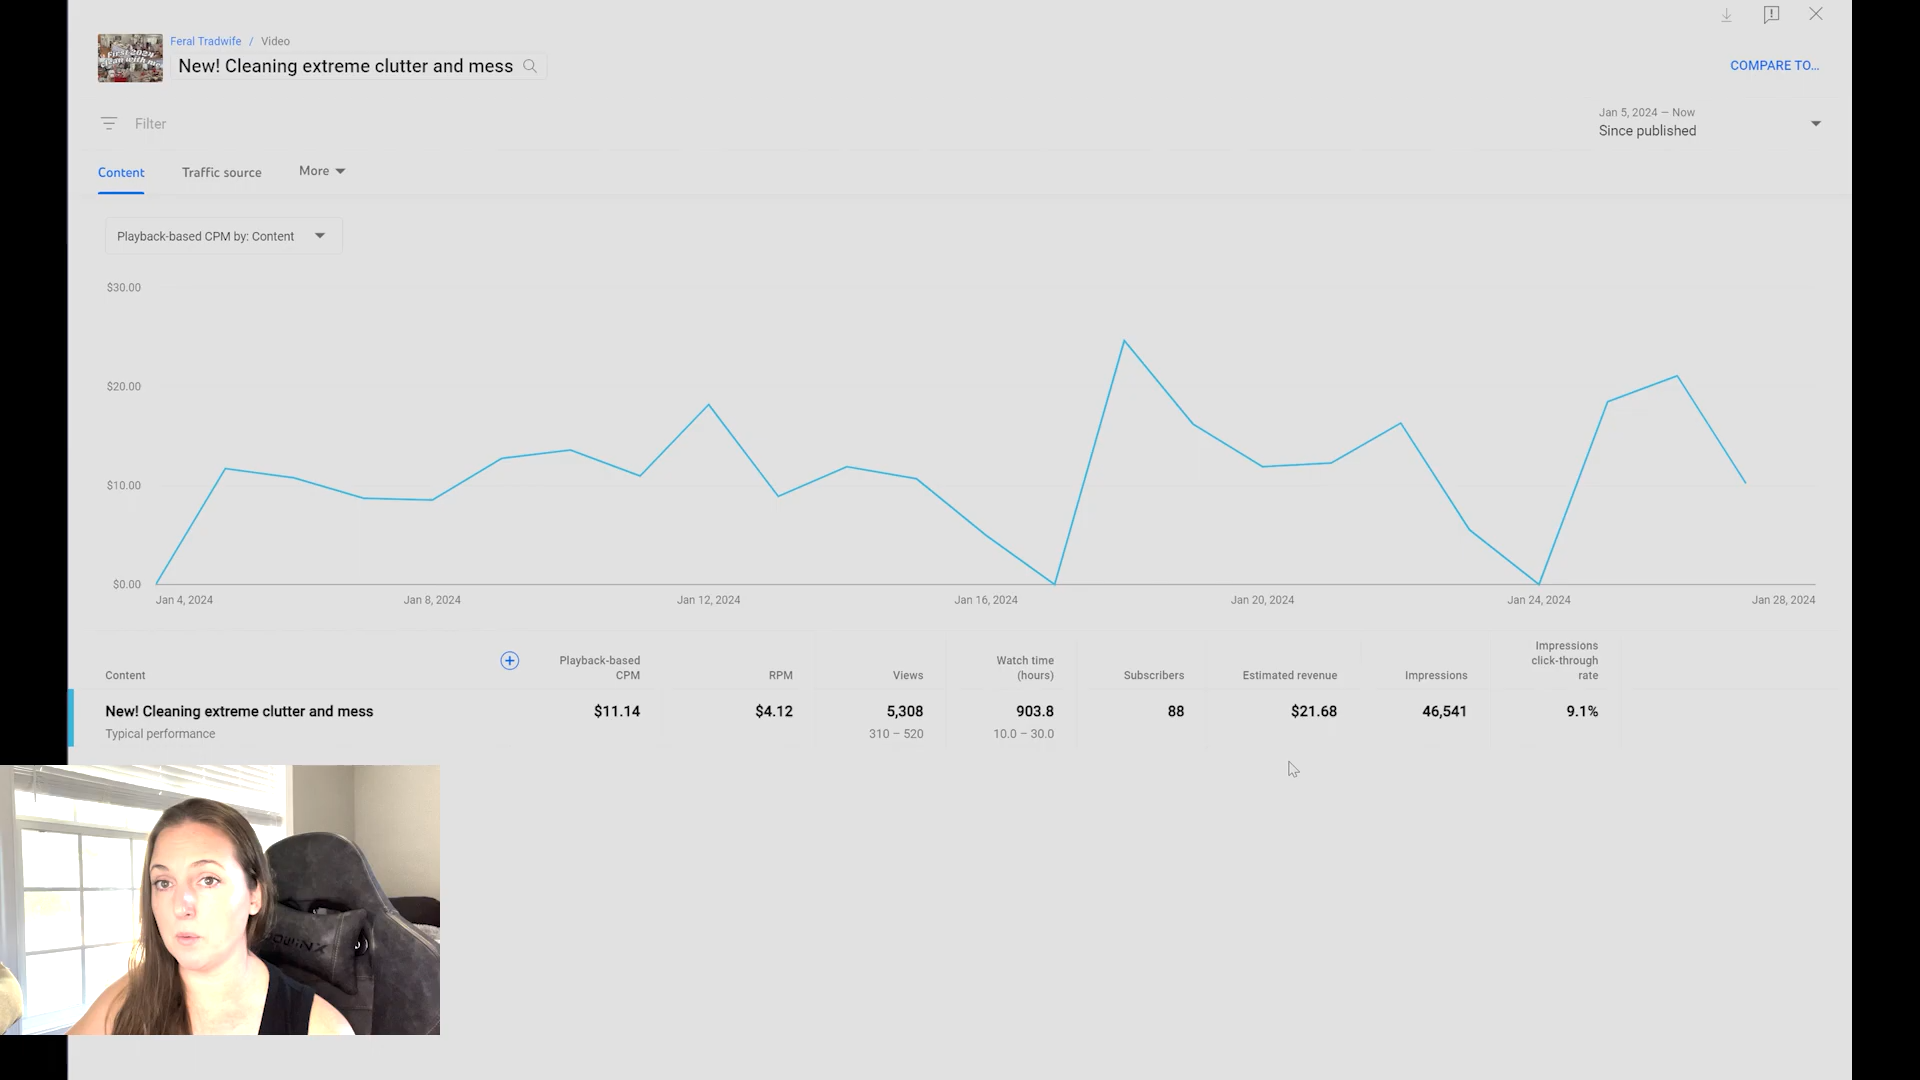 Feral Tradwife / Video
New! Cleaning extreme clutter and mess
COMPARE TO...
Filter
Jan 5, 2024 – Now
Since published
Content
Traffic source
More
Playback-based CPM by: Content
$30.00
$20.00
$10.00
$0.00
Jan 4, 2024
Jan 8, 2024
Jan 12, 2024
Jan 16, 2024
Jan 20, 2024
Jan 24, 2024
Jan 28, 2024
Content
Playback-based
CPM
RPM
Views
Watch time
(hours)
Subscribers
Estimated revenue
Impressions
Impressions
click-through
rate
New! Cleaning extreme clutter and mess
$11.14
$4.12
5,308
903.8
88
$21.68
46,541
9.1%
Typical performance
310 – 520
10.0 – 30.0